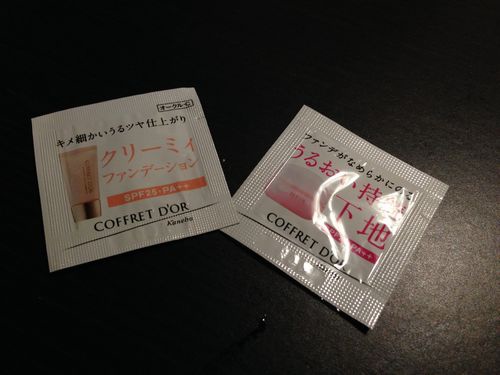 オークルC
キメ細かいうるツヤ仕上がり
クリーミィ
ファンデーション
SPF25・PA++
COFFRET D'OR
Kanebo
ファンデがなめらかにの
うるおい持
下地
PA++
COFFRET D'OR